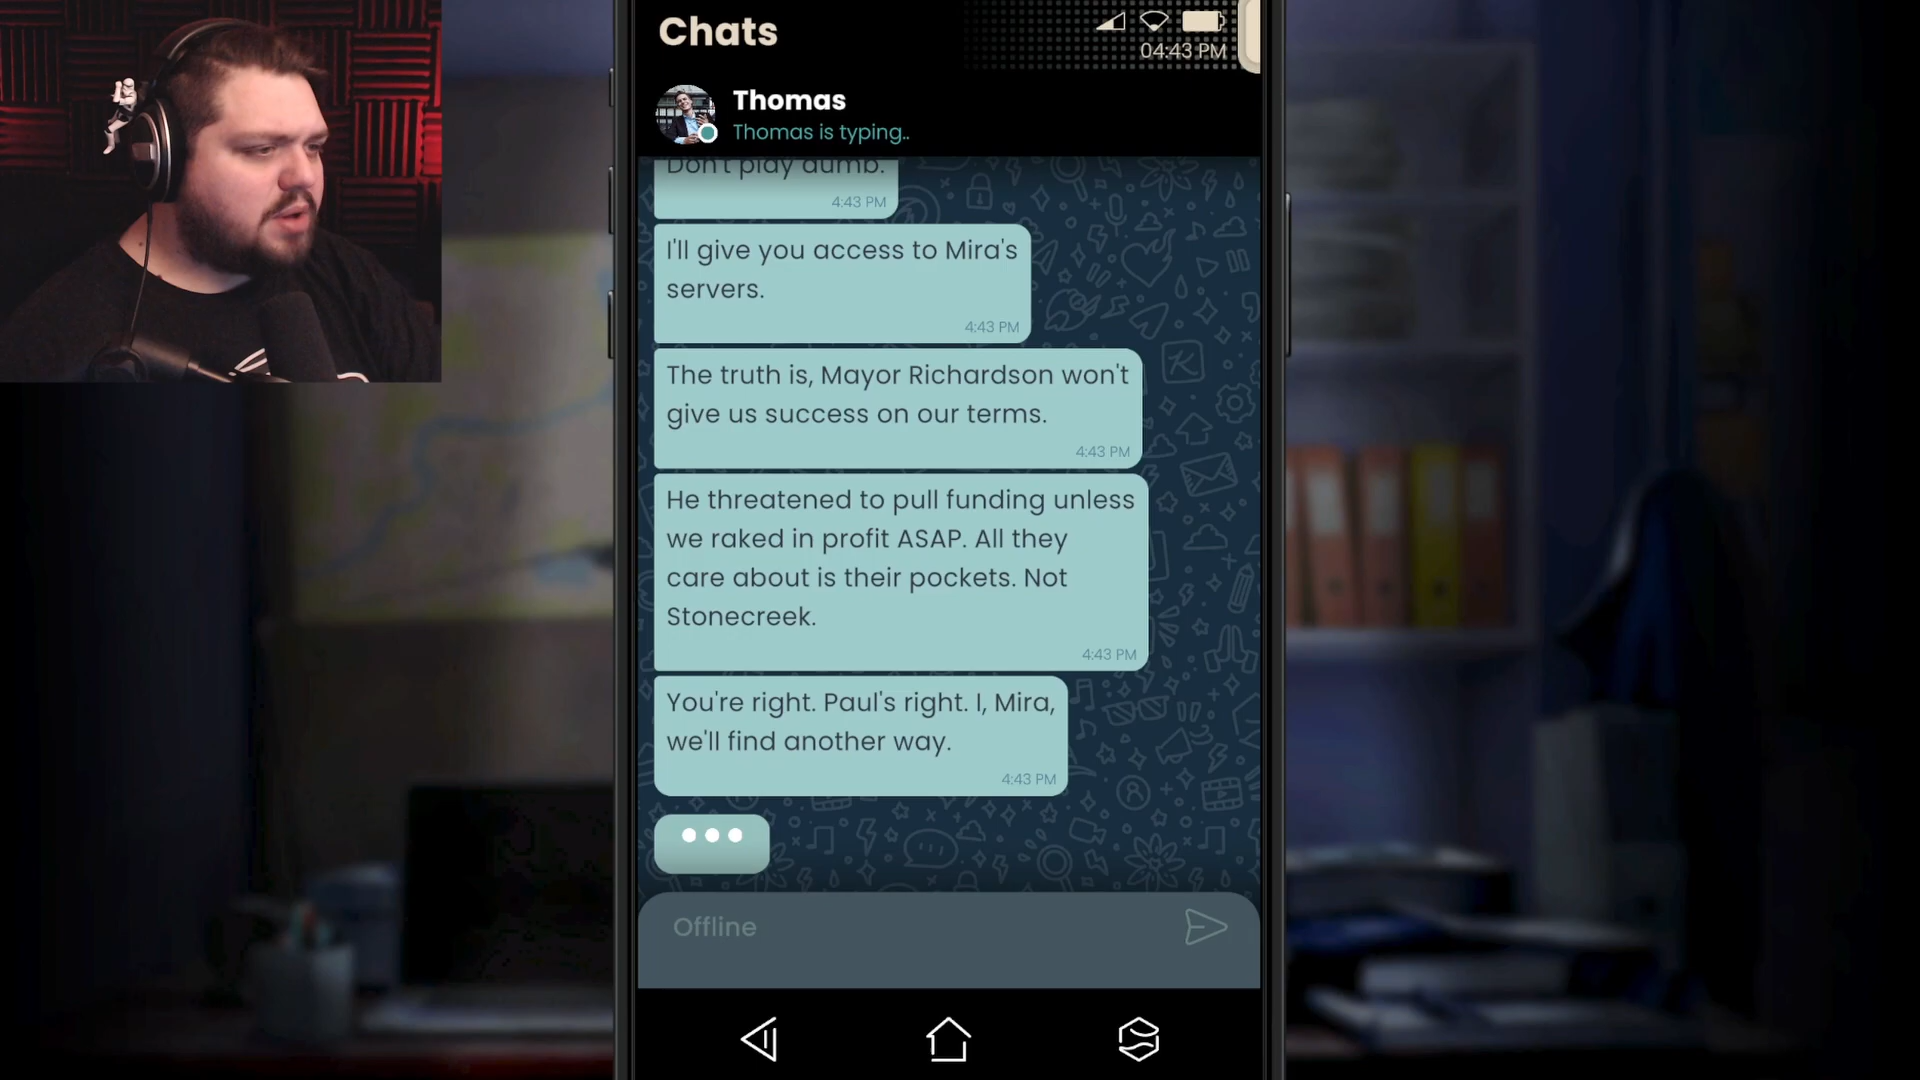 Chats
04:43 PM
Thomas
Thomas is typing..
Don't play dumb.
4:43 PM
I'll give you access to Mira's
servers.
4:43 PM
The truth is, Mayor Richardson won't
give us success on our terms.
4:43 PM
He threatened to pull funding unless
we raked in profit ASAP. All they
care about is their pockets. Not
Stonecreek.
4:43 PM
You're right. Paul's right. I, Mira,
we'll find another way.
4:43 PM
Offline